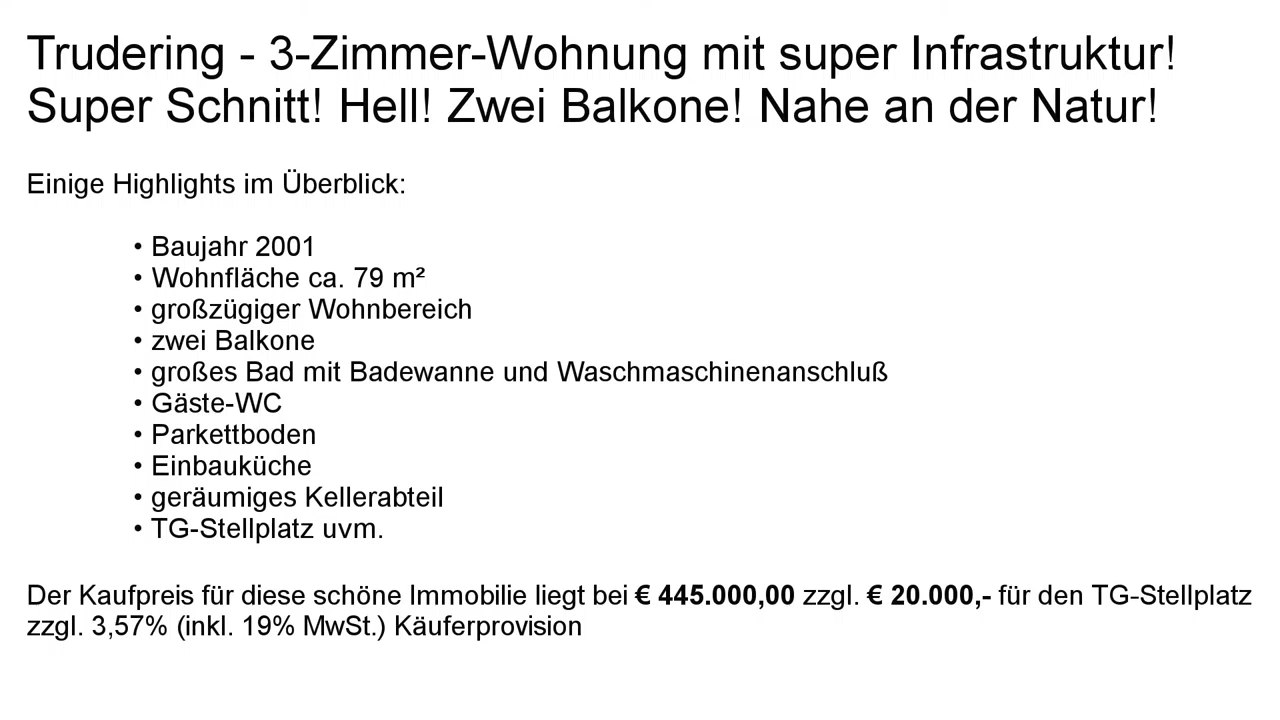 Trudering - 3-Zimmer-Wohnung mit super Infrastruktur!
Super Schnitt! Hell! Zwei Balkone! Nahe an der Natur!
Einige Highlights im Überblick:
• Baujahr 2001
• Wohnfläche ca. 79 m²
• großzügiger Wohnbereich
• zwei Balkone
• großes Bad mit Badewanne und Waschmaschinenanschluß
• Gäste-WC
• Parkettboden
• Einbauküche
• geräumiges Kellerabteil
• TG-Stellplatz uvm.
Der Kaufpreis für diese schöne Immobilie liegt bei € 445.000,00 zzgl. € 20.000,- für den TG-Stellplatz
zzgl. 3,57% (inkl. 19% MwSt.) Käuferprovision